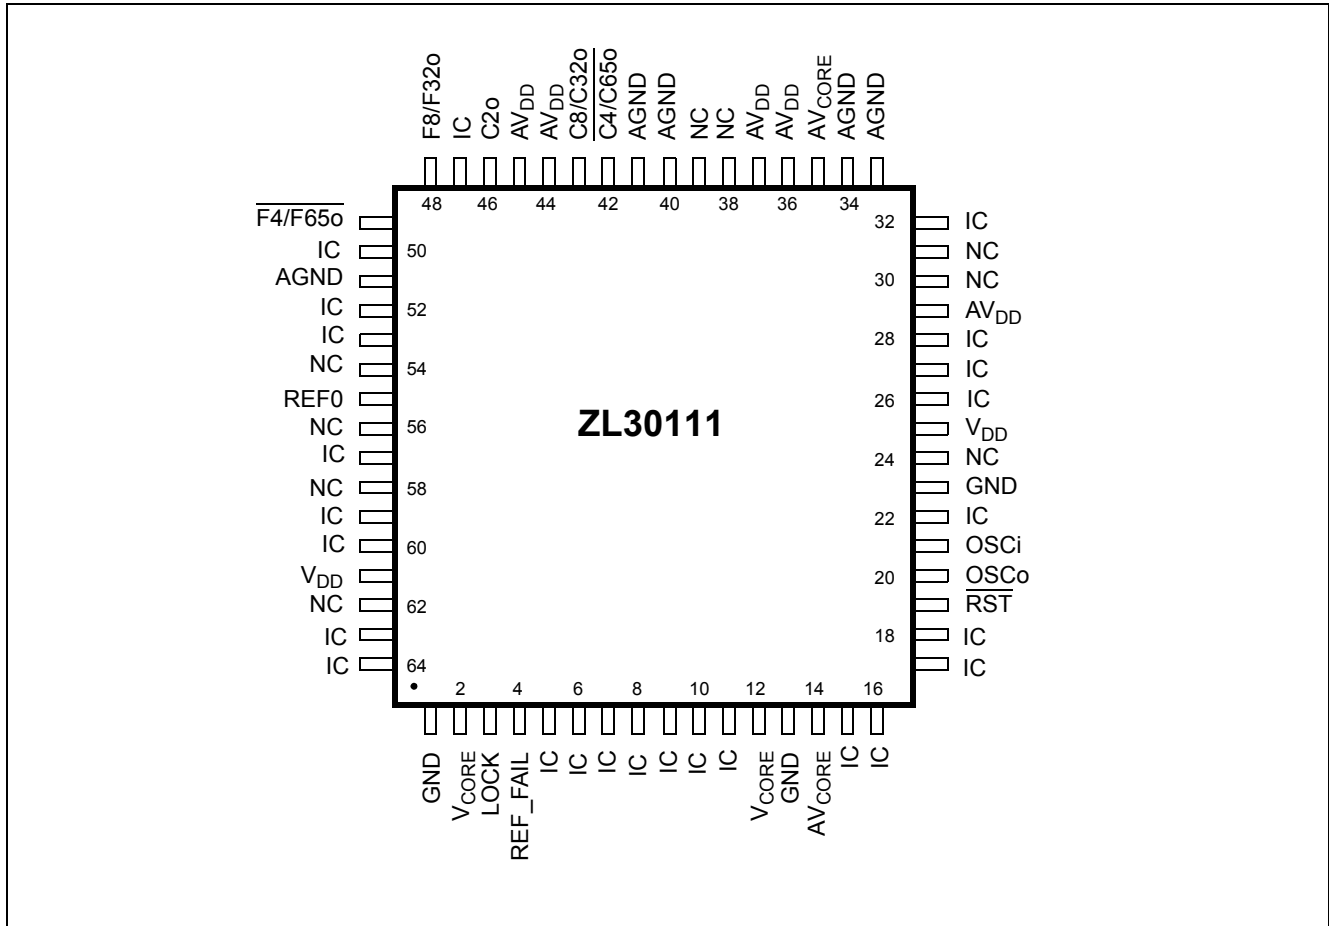 F8/F32o
IC
C2o
AVDD
AVDD
C8/C32o
C4/C65o
AGND
AGND
NC
NC
AVDD
AVDD
AVCORE
AGND
AGND
48 46 44 42 40 38 36 34
F4/F65o
IC 50
AGND
IC 52
IC
NC 54
REF0
NC 56
IC
NC 58
IC
IC 60
VDD
NC 62
IC
IC 64
ZL30111
32 IC
NC
30 NC
AVDD
28 IC
IC
26 IC
VDD
24 NC
GND
22 IC
OSCi
20 OSCo
RST
18 IC
IC
2 4 6 8 10 12 14 16
GND
VCORE
LOCK
REF_FAIL
IC
IC
IC
IC
IC
IC
IC
VCORE
GND
AVCORE
IC
IC